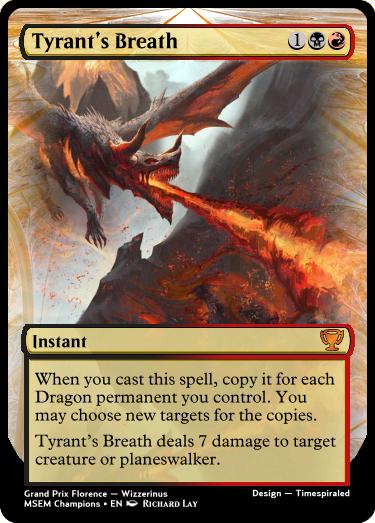 Tyrant's Breath 1
Instant
When you cast this spell, copy it for each
Dragon permanent you control. You
may choose new targets for the copies.
Tyrant's Breath deals 7 damage to target
creature or planeswalker.
Grand Prix Florence — Wizzerinus
Design — Timespiraled
MSEM Champions • EN Richard Lay